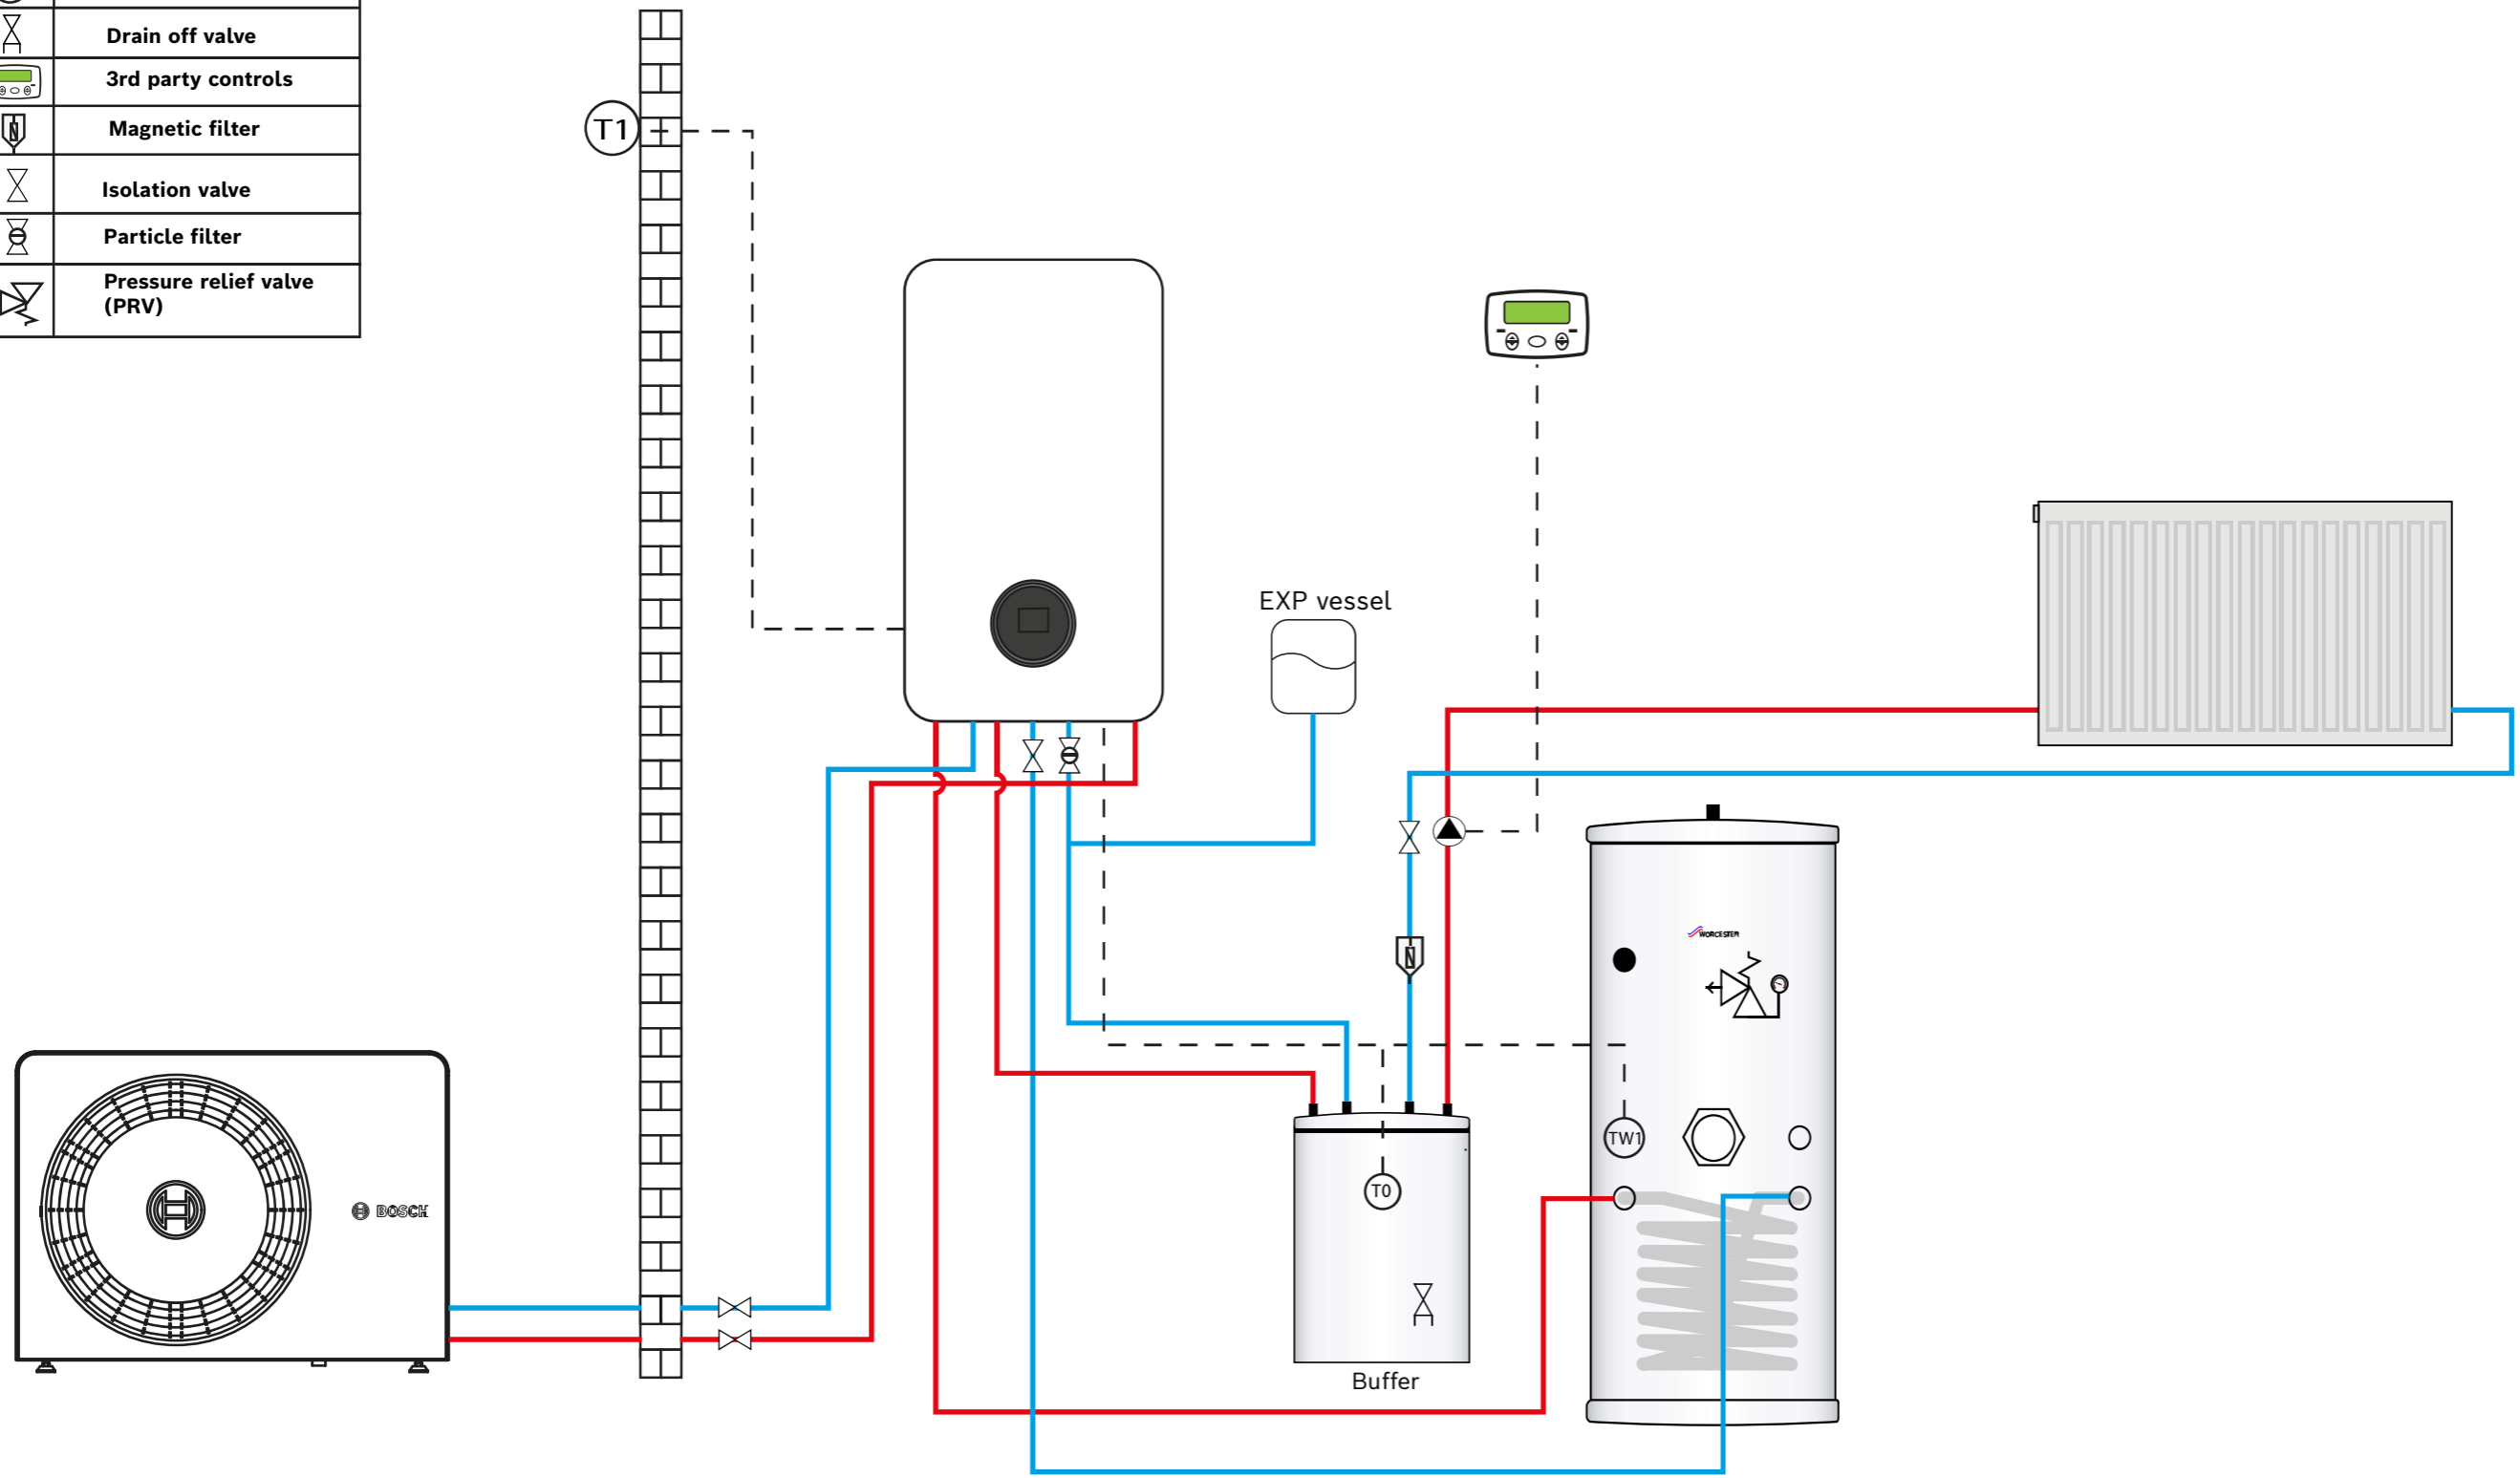 Drain off valve
3rd party controls
Magnetic filter
Isolation valve
Particle filter
Pressure relief valve
(PRV)
T1
EXP vessel
WORCESTER
TW1
T0
BOSCH
Buffer